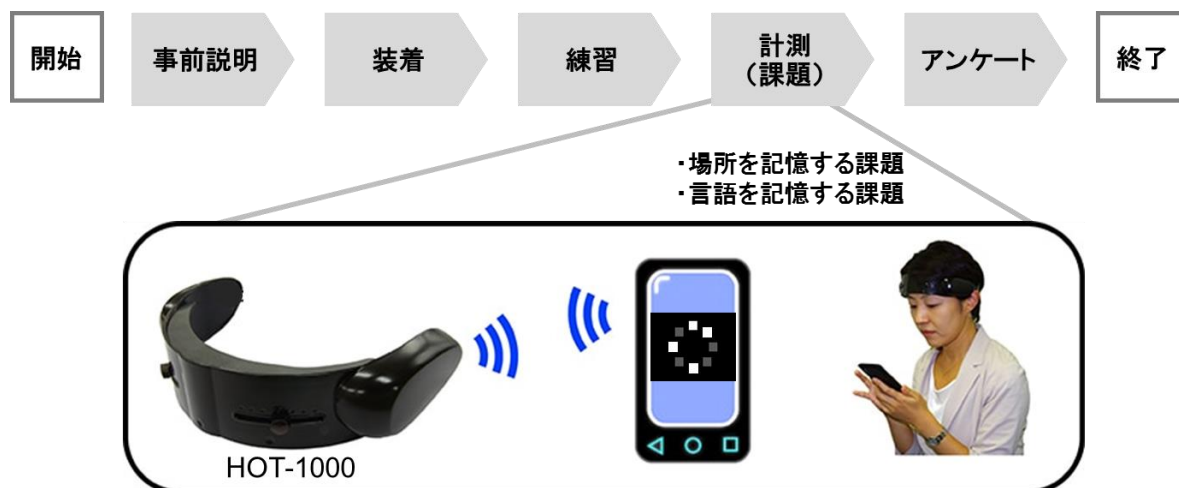 開始
事前説明
装着
練習
計測
（課題）
アンケート
終了
・場所を記憶する課題
・言語を記憶する課題
HOT-1000